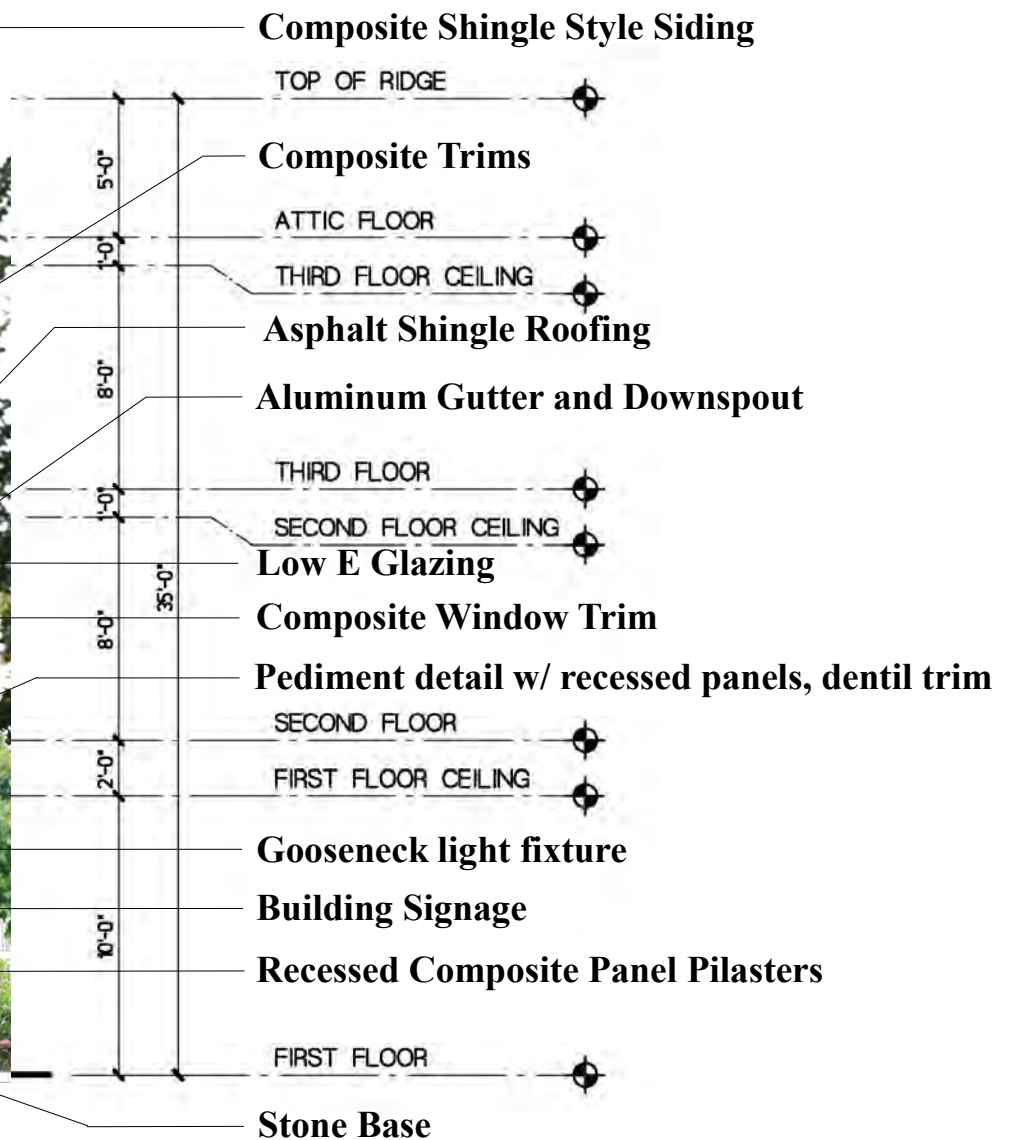 Composite Shingle Style Siding
TOP OF RIDGE
5'-0"
Composite Trims
ATTIC FLOOR
1'-0"
THIRD FLOOR CEILING
Asphalt Shingle Roofing
8'-0"
Aluminum Gutter and Downspout
THIRD FLOOR
1'-0"
SECOND FLOOR CEILING
Low E Glazing
35'-0"
Composite Window Trim
8'-0"
Pediment detail w/ recessed panels, dentil trim
SECOND FLOOR
2'-0"
FIRST FLOOR CEILING
Gooseneck light fixture
Building Signage
10'-0"
Recessed Composite Panel Pilasters
FIRST FLOOR
Stone Base